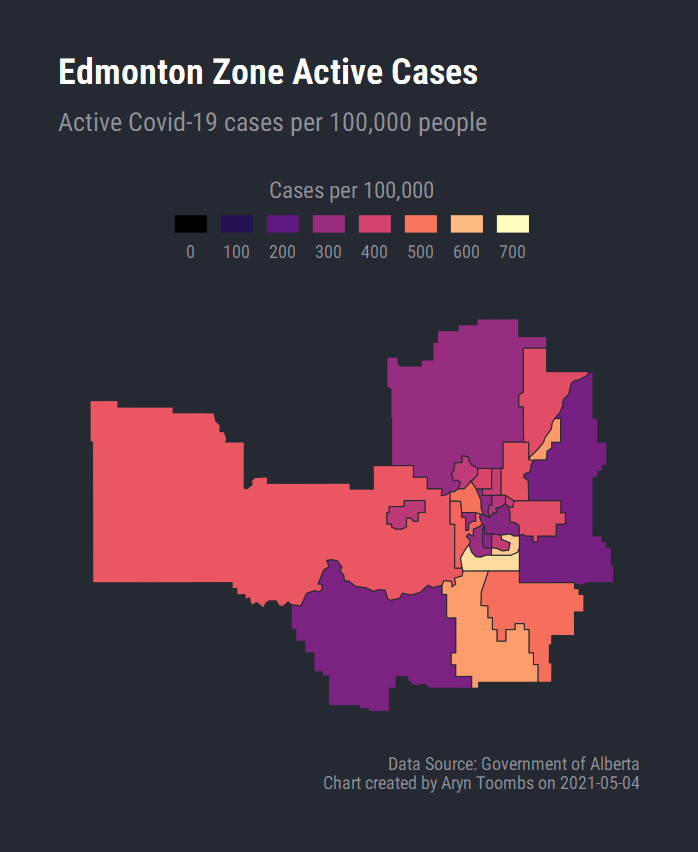 Edmonton Zone Active Cases
Active Covid-19 cases per 100,000 people
Cases per 100,000
0 100 200 300 400 500 600 700
Data Source: Government of Alberta
Chart created by Aryn Toombs on 2021-05-04